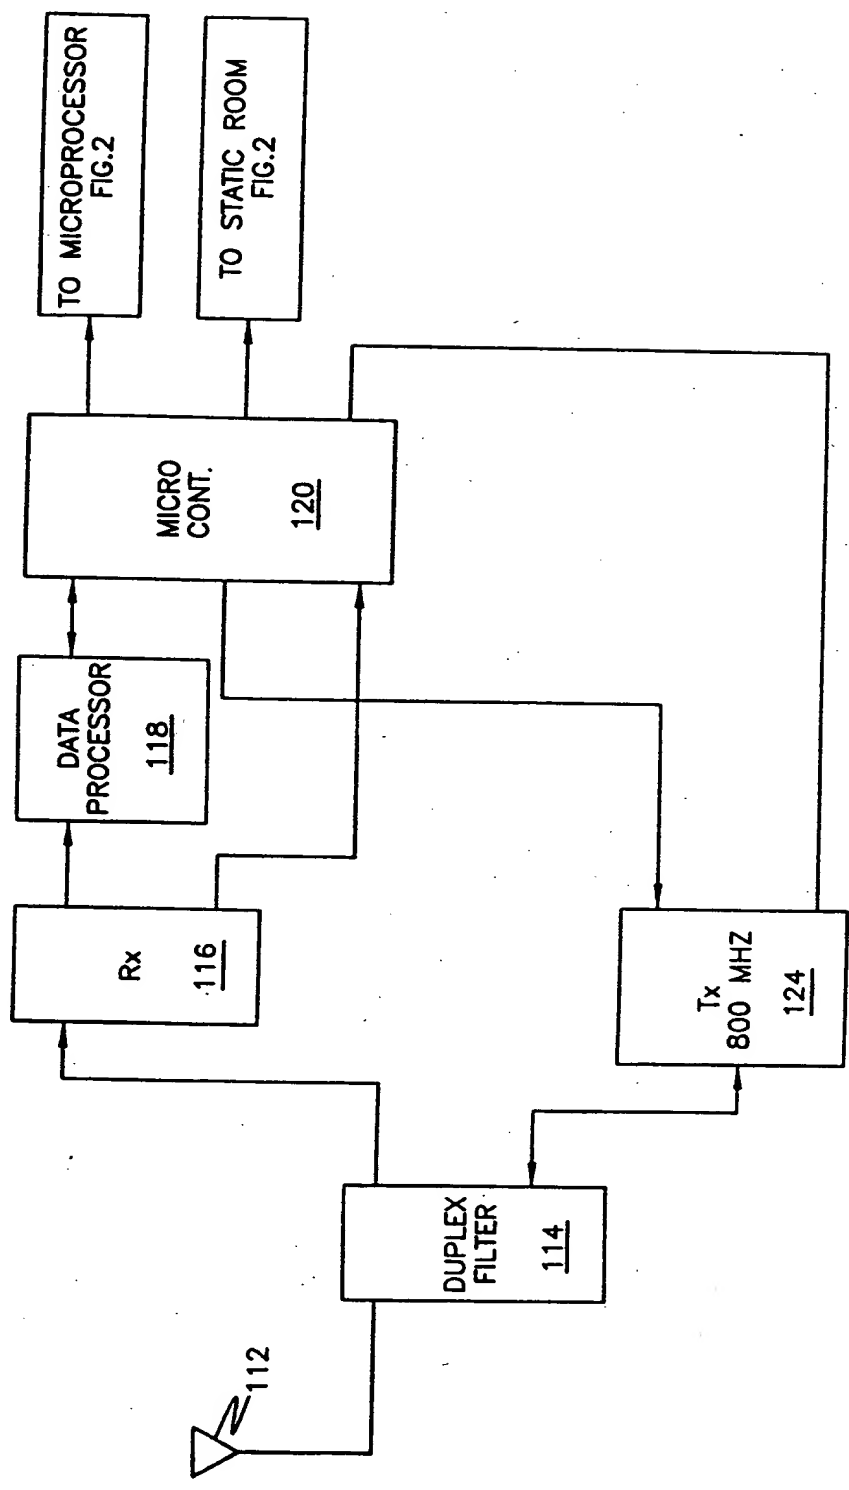 TO MICROPROCESSOR
FIG.2
TO STATIC ROOM
FIG.2
MICRO
CONT.
120
DATA
PROCESSOR
118
Rx
116
Tx
800 MHZ
124
DUPLEX
FILTER
114
112